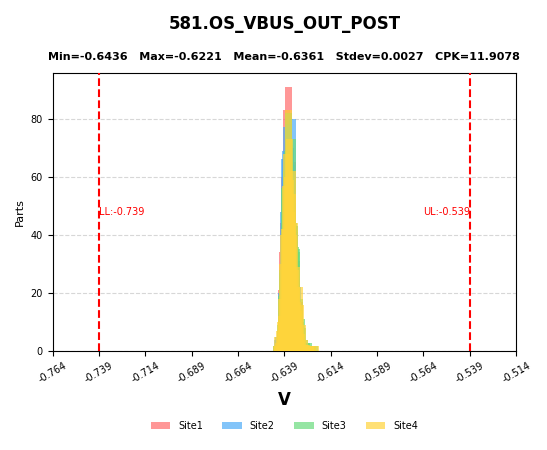 581.OS_VBUS_OUT_POST
Min=-0.6436 Max=-0.6221 Mean=-0.6361 Stdev=0.0027 CPK=11.9078
80
60
40
20
0
Parts
LL:-0.739
UL:-0.539
-0.764 -0.739 -0.714 -0.689 -0.664 -0.639 -0.614 -0.589 -0.564 -0.539 -0.514
V
Site1 Site2 Site3 Site4